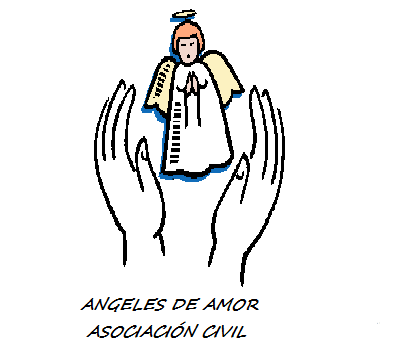 ANGELES DE AMOR
ASOCIACIÓN CIVIL